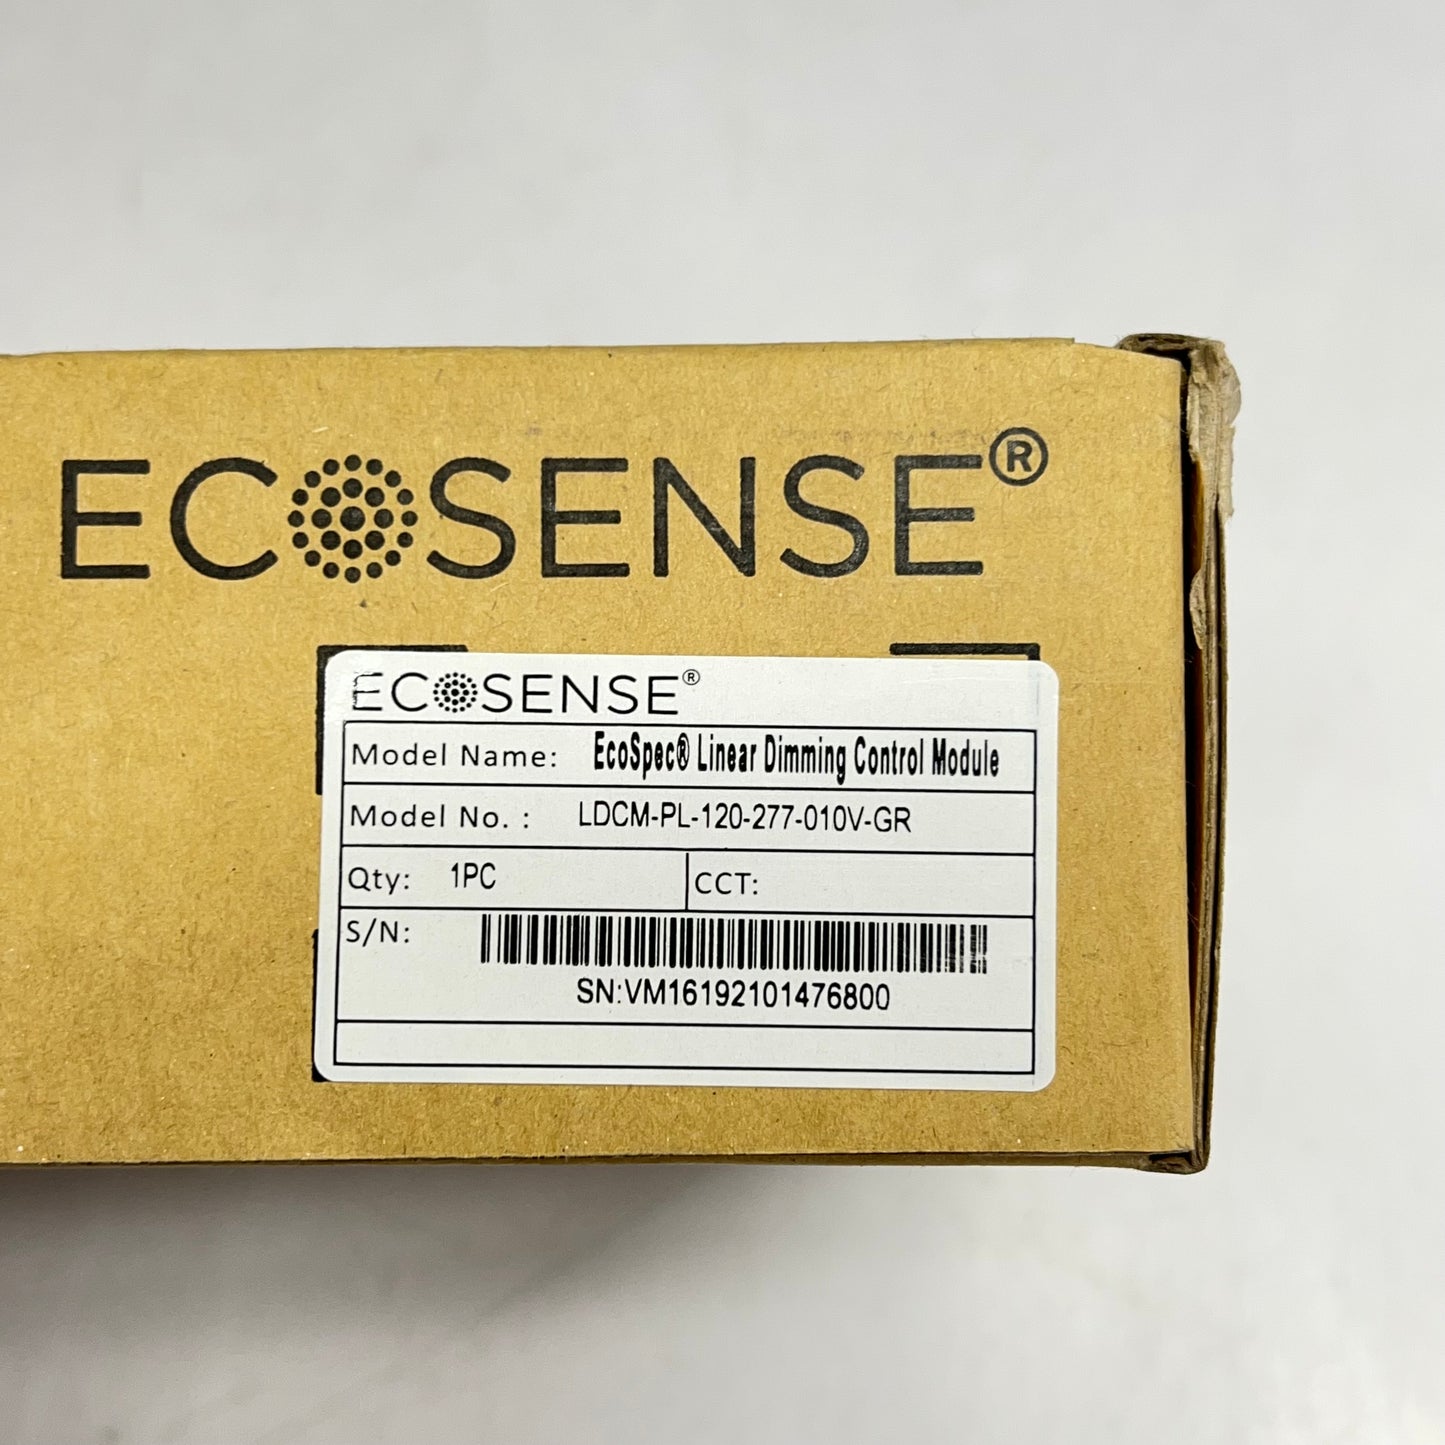 ECOSENSE®
ECOSENSE®
Model Name: EcoSpec® Linear Dimming Control Module
Model No. : LDCM-PL-120-277-010V-GR
Qty: 1PC CCT:
S/N:
SN:VM16192101476800